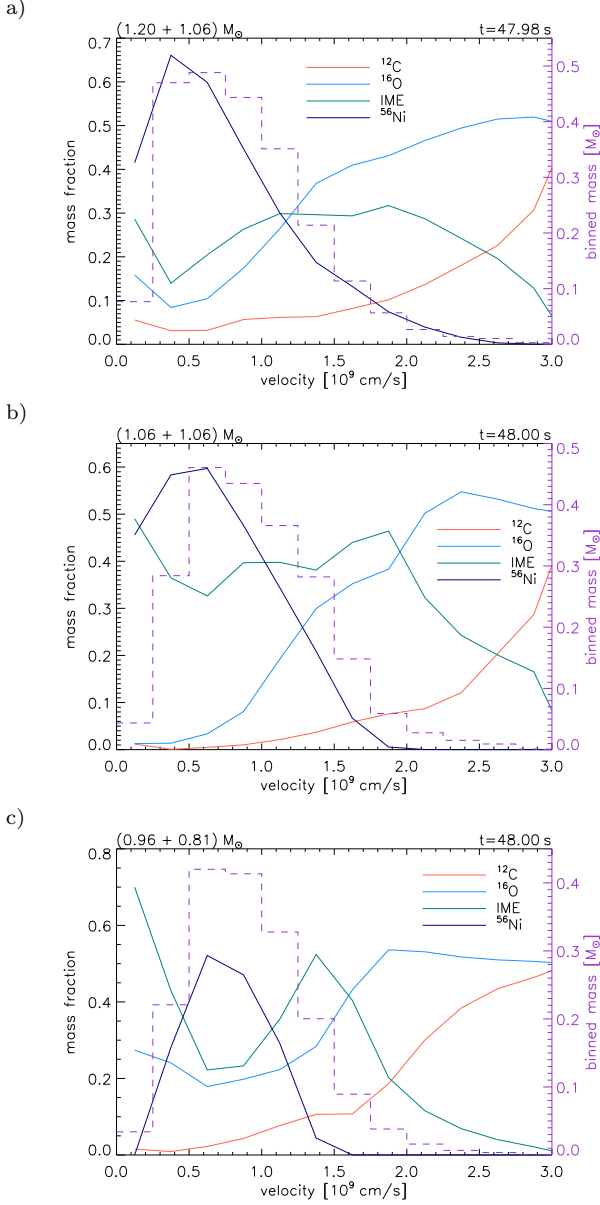 a)
(1.20 + 1.06) M⊙ t=47.98 s
0.7
0.6
0.5
0.4
0.3
0.2
0.1
0.0
mass fraction
¹²C
¹⁶O
IME
⁵⁶Ni
0.5
0.4
0.3
0.2
0.1
0.0
binned mass [M⊙]
0.0 0.5 1.0 1.5 2.0 2.5 3.0
velocity [10⁹ cm/s]
b)
(1.06 + 1.06) M⊙ t=48.00 s
0.6
0.5
0.4
0.3
0.2
0.1
0.0
mass fraction
¹²C
¹⁶O
IME
⁵⁶Ni
0.5
0.4
0.3
0.2
0.1
0.0
binned mass [M⊙]
0.0 0.5 1.0 1.5 2.0 2.5 3.0
velocity [10⁹ cm/s]
c)
(0.96 + 0.81) M⊙ t=48.00 s
0.8
0.6
0.4
0.2
0.0
mass fraction
¹²C
¹⁶O
IME
⁵⁶Ni
0.4
0.3
0.2
0.1
0.0
binned mass [M⊙]
0.0 0.5 1.0 1.5 2.0 2.5 3.0
velocity [10⁹ cm/s]